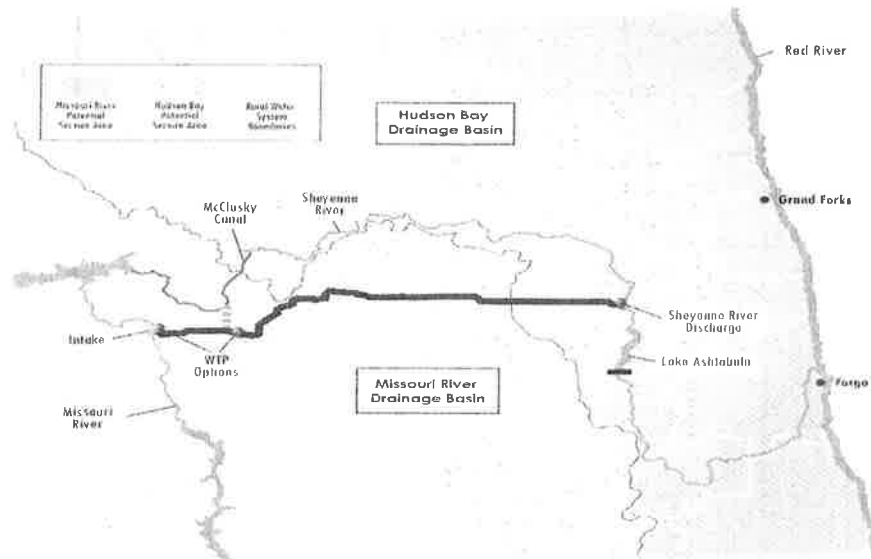 Red River
Missouri River
Potential
Service Area
Hudson Bay
Potential
Service Area
Rural Water
System
Boundaries
Hudson Bay
Drainage Basin
McClusky
Canal
Sheyenne
River
Grand Forks
Sheyenne River
Discharge
Intake
WTP
Options
Lake Ashtabula
Missouri River
Drainage Basin
Fargo
Missouri
River